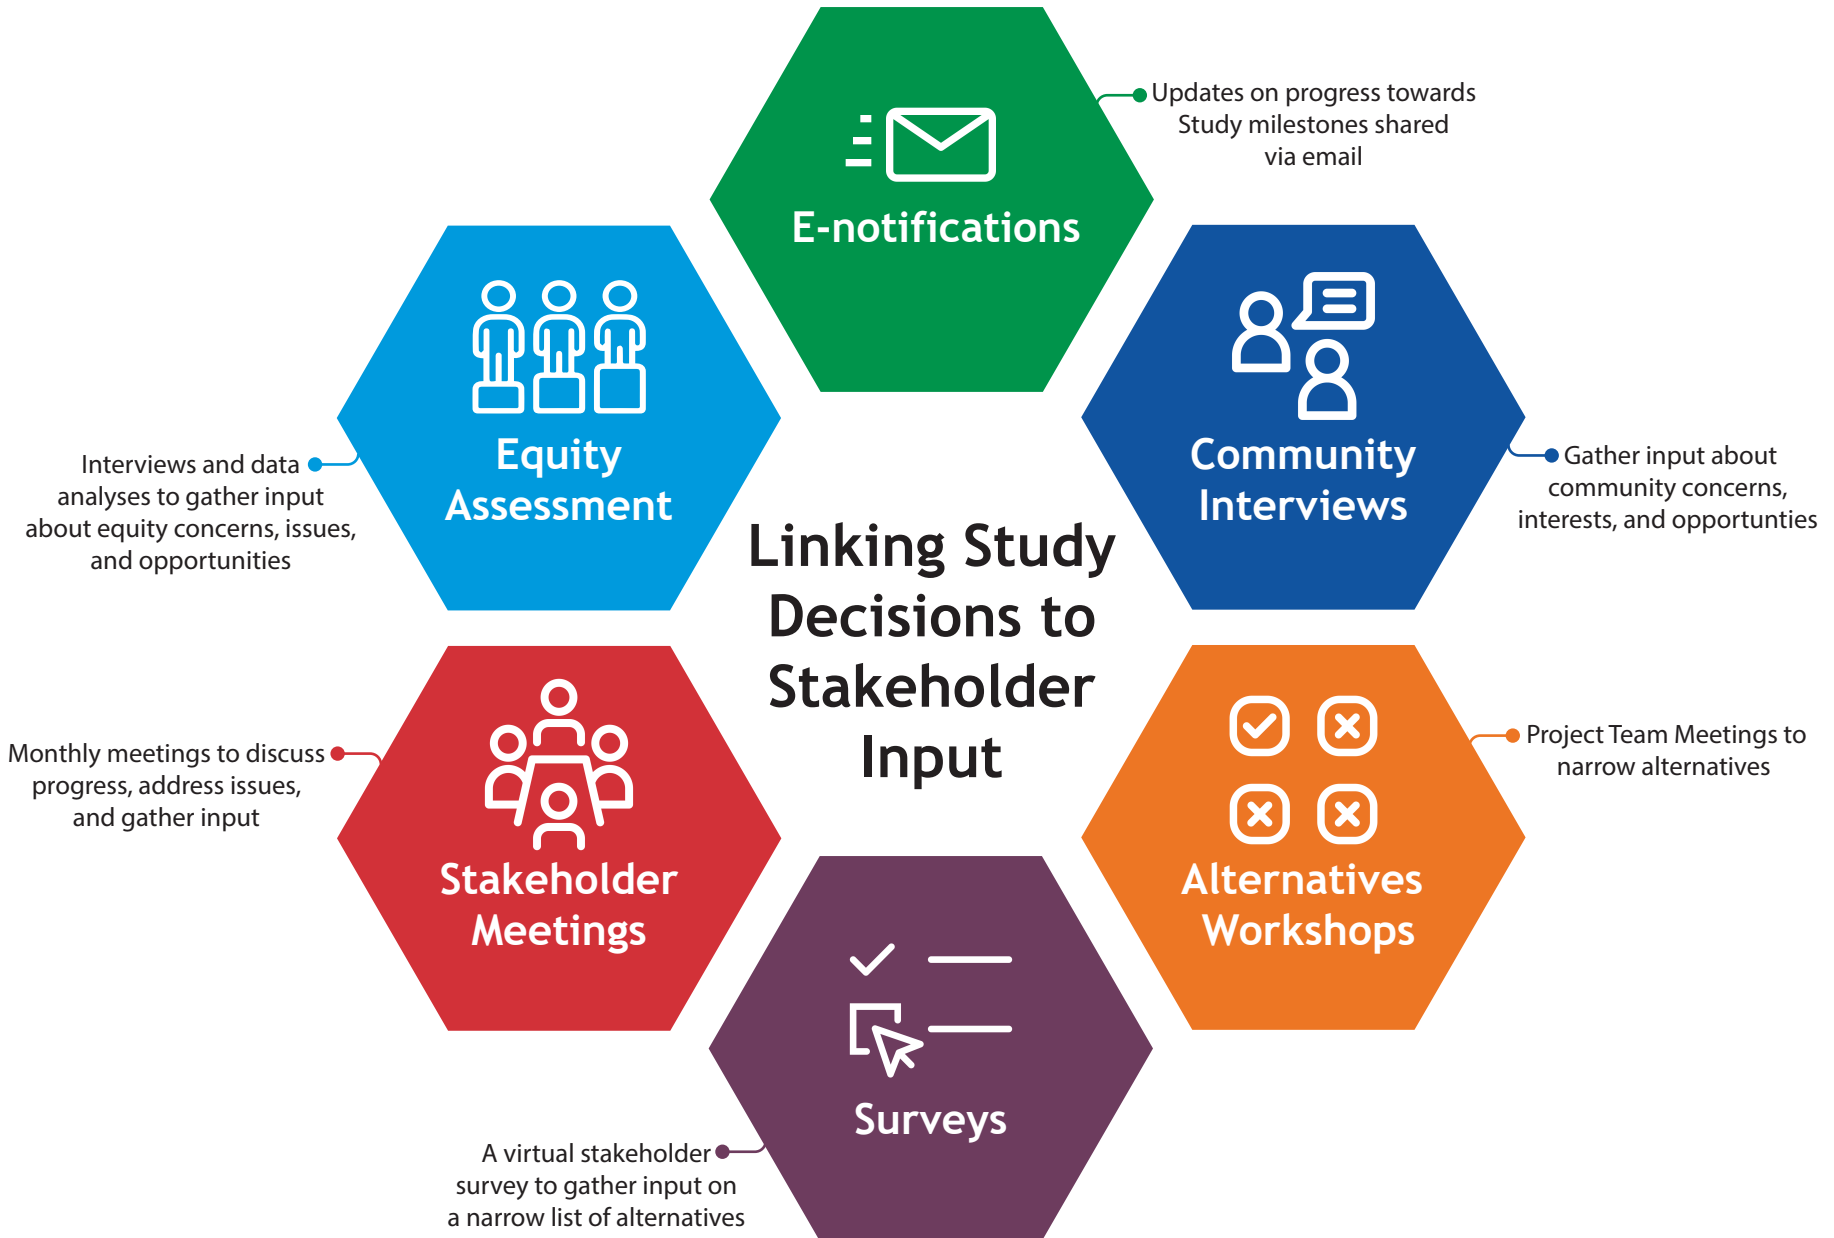 E-notifications
Updates on progress towards
Study milestones shared
via email
Community
Interviews
Gather input about
community concerns,
interests, and opportunties
Alternatives
Workshops
Project Team Meetings to
narrow alternatives
Surveys
A virtual stakeholder
survey to gather input on
a narrow list of alternatives
Stakeholder
Meetings
Monthly meetings to discuss
progress, address issues,
and gather input
Equity
Assessment
Interviews and data
analyses to gather input
about equity concerns, issues,
and opportunities
Linking Study
Decisions to
Stakeholder
Input